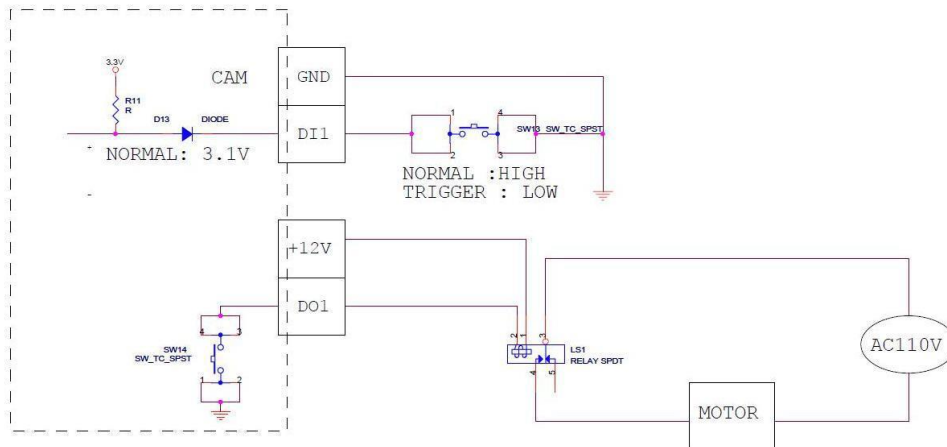 3.3V
R11
R
CAM
GND
D13 DIODE
DI1
NORMAL: 3.1V
+
-
1 4
SW13 SW_TC_SPST
2 3
NORMAL :HIGH
TRIGGER : LOW
+12V
DO1
4 3
SW14
SW_TC_SPST
1 2
2 1 3
LS1
RELAY SPDT
4 5
AC110V
MOTOR